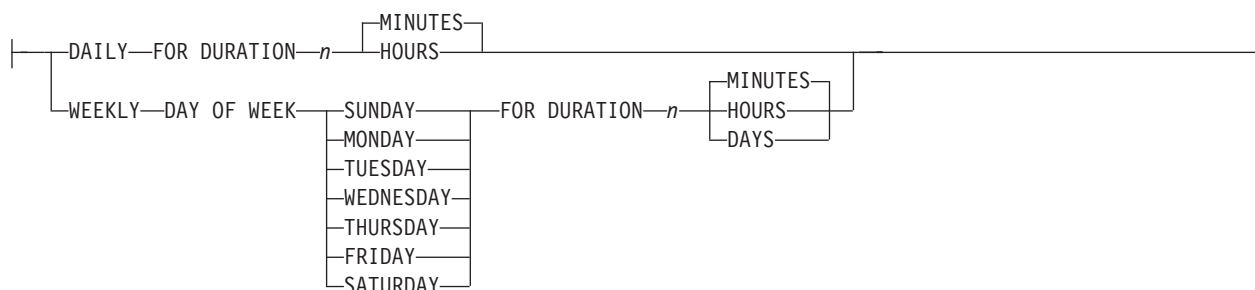 MINUTES
DAILY FOR DURATION n HOURS
MINUTES
WEEKLY DAY OF WEEK SUNDAY FOR DURATION n HOURS
MONDAY DAYS
TUESDAY
WEDNESDAY
THURSDAY
FRIDAY
SATURDAY